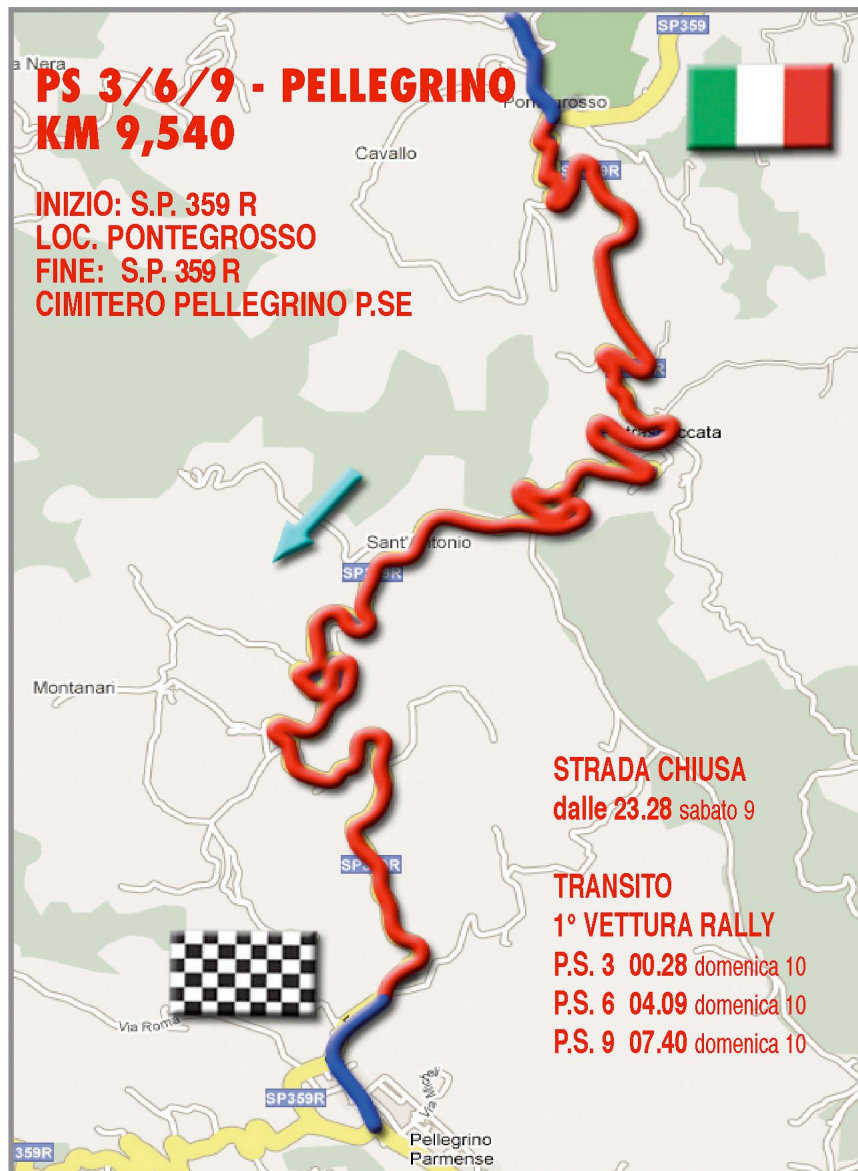 SP359
a Nera
PS 3/6/9 - PELLEGRINO
KM 9,540
Cavallo
INIZIO: S.P. 359 R
LOC. PONTEGROSSO
FINE: S.P. 359 R
CIMITERO PELLEGRINO P.SE
Sant'Antonio
Montanari
STRADA CHIUSA
dalle 23.28 sabato 9
TRANSITO
1° VETTURA RALLY
P.S. 3 00.28 domenica 10
P.S. 6 04.09 domenica 10
P.S. 9 07.40 domenica 10
Via Roma
SP359R
Pellegrino
Parmense
359R